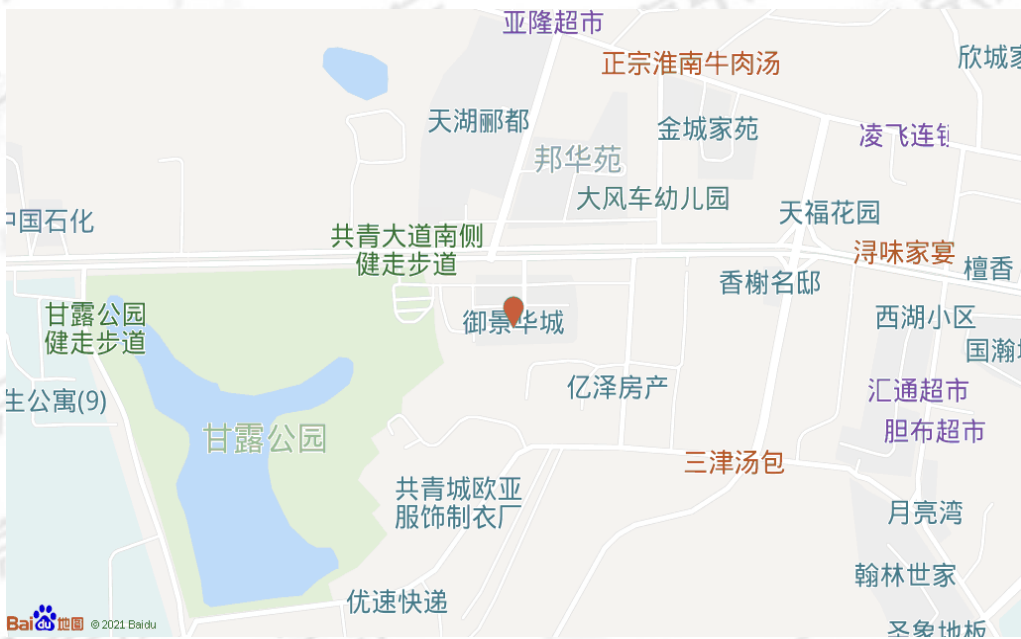 亚隆超市
正宗淮南牛肉汤
欣城家
天湖郦都
金城家苑
凌飞连锁
邦华苑
大风车幼儿园
天福花园
中国石化
共青大道南侧
健走步道
浔味家宴
檀香
香榭名邸
甘露公园
健走步道
御景华城
西湖小区
国瀚城
亿泽房产
汇通超市
生公寓(9)
胆布超市
甘露公园
三津汤包
共青城欧亚
服饰制衣厂
月亮湾
翰林世家
优速快递
圣象地板
Bai du 地图 © 2021 Baidu